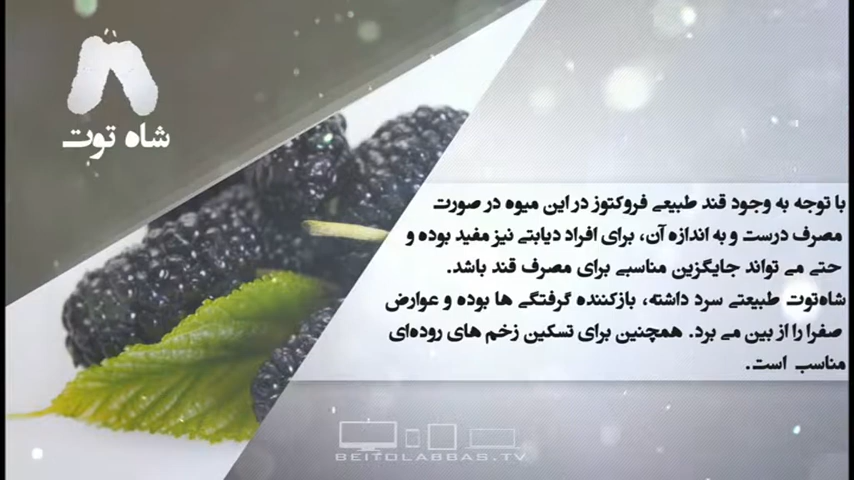 شاه توت
با توجه به وجود قند طبیعی فروکتوز در این میوه در صورت
مصرف درست و به اندازه آن، برای افراد دیابتی نیز مفید بوده و
حتی می تواند جایگزین مناسبی برای مصرف قند باشد.
شاه‌توت طبیعتی سرد داشته، بازکننده گرفتگی ها بوده و عوارض
صفرا را از بین می برد. همچنین برای تسکین زخم های روده‌ای
مناسب است.
BEITOLABBAS.TV